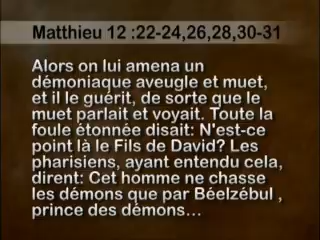 Matthieu 12 :22-24,26,28,30-31
Alors on lui amena un
démoniaque aveugle et muet,
et il le guérit, de sorte que le
muet parlait et voyait. Toute la
foule étonnée disait: N'est-ce
point là le Fils de David? Les
pharisiens, ayant entendu cela,
dirent: Cet homme ne chasse
les démons que par Béelzébul ,
prince des démons...